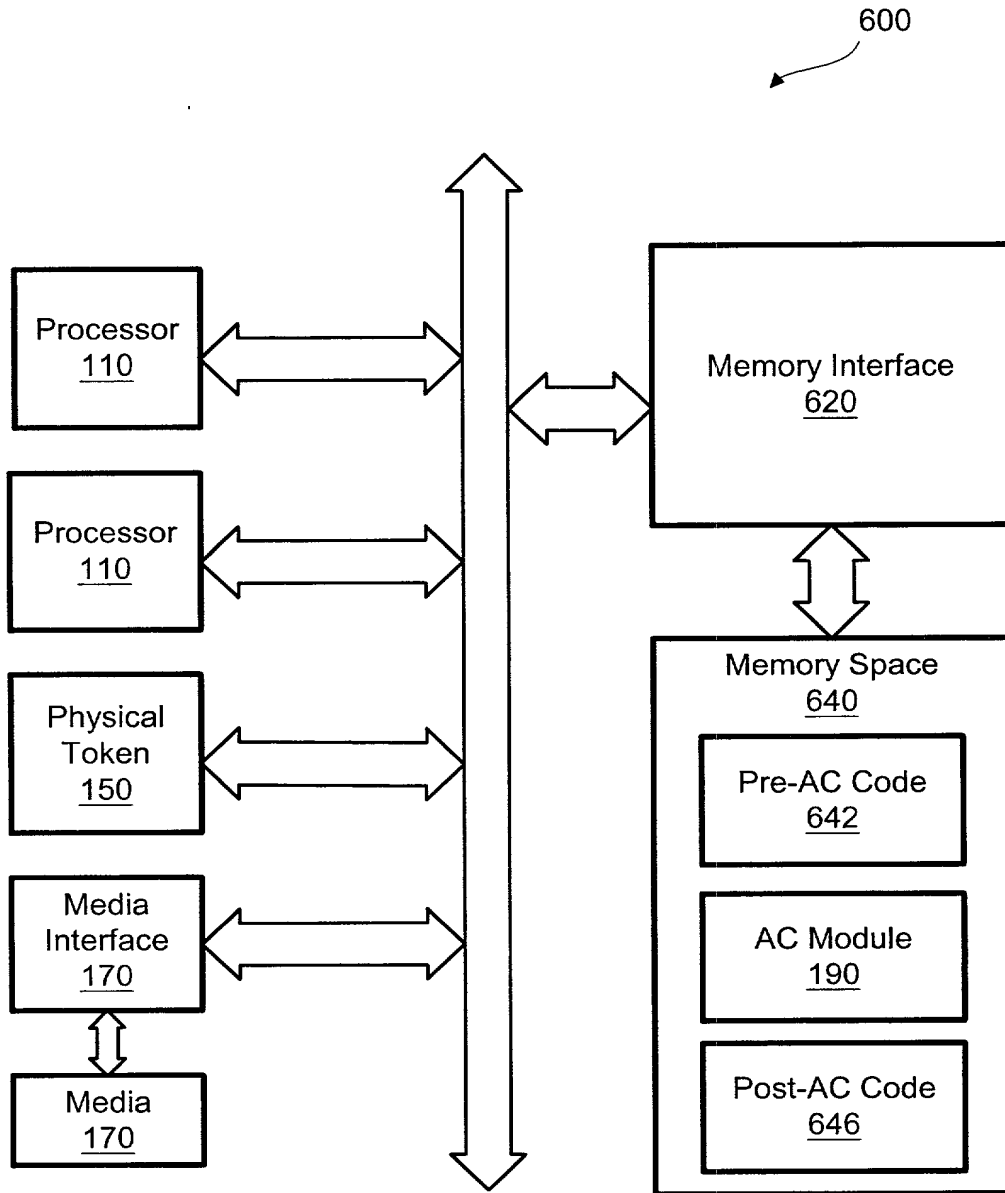 600
Processor
110
Processor
110
Physical
Token
150
Media
Interface
170
Media
170
Memory Interface
620
Memory Space
640
Pre-AC Code
642
AC Module
190
Post-AC Code
646